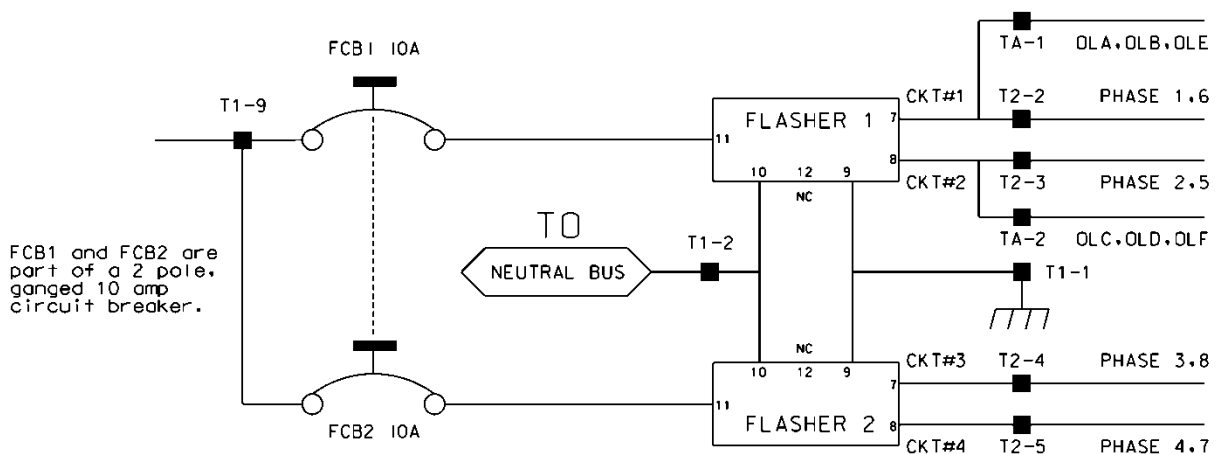 FCB1 10A
TA-1 OLA,OLB,OLE
T1-9
CKT#1 T2-2 PHASE 1,6
FLASHER 1
11
7
8
10 12 9
NC
CKT#2 T2-3 PHASE 2,5
TA-2 OLC,OLD,OLF
TO
NEUTRAL BUS
T1-2
T1-1
FCB1 and FCB2 are
part of a 2 pole,
ganged 10 amp
circuit breaker.
NC
10 12 9
CKT#3 T2-4 PHASE 3,8
7
11
FLASHER 2
8
FCB2 10A
CKT#4 T2-5 PHASE 4,7